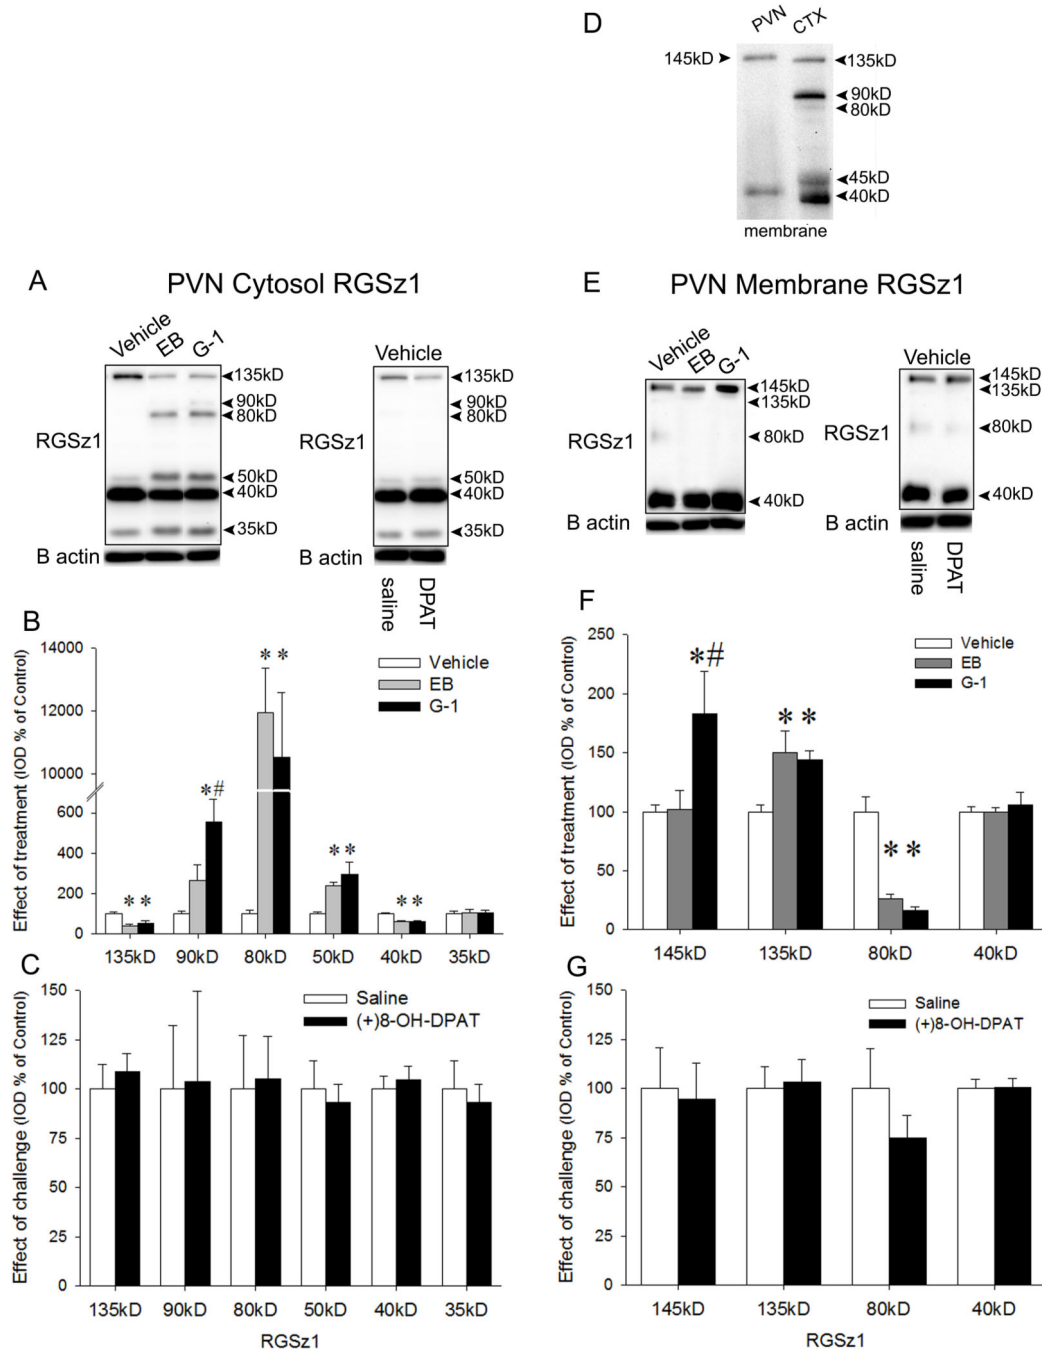 D
PVN CTX
145kD
135kD
90kD
80kD
45kD
40kD
membrane
A
PVN Cytosol RGSz1
Vehicle EB G-1
135kD
90kD
80kD
RGSz1
50kD
40kD
35kD
B actin
Vehicle
135kD
90kD
80kD
50kD
40kD
35kD
saline DPAT
E
PVN Membrane RGSz1
Vehicle EB G-1
145kD
135kD
RGSz1
80kD
40kD
B actin
Vehicle
145kD
135kD
RGSz1
80kD
40kD
B actin
saline DPAT
B
Effect of treatment (IOD % of Control)
14000
12000
10000
600
400
200
0
Vehicle
EB
G-1
* *
*#
* *
* *
* *
135kD 90kD 80kD 50kD 40kD 35kD
F
Effect of treatment (IOD % of Control)
250
200
150
100
50
0
Vehicle
EB
G-1
*#
* *
* *
145kD 135kD 80kD 40kD
C
Effect of challenge (IOD % of Control)
150
125
100
75
50
25
0
Saline
(+)8-OH-DPAT
135kD 90kD 80kD 50kD 40kD 35kD
RGSz1
G
Effect of challenge (IOD % of Control)
150
125
100
75
50
25
0
Saline
(+)8-OH-DPAT
145kD 135kD 80kD 40kD
RGSz1